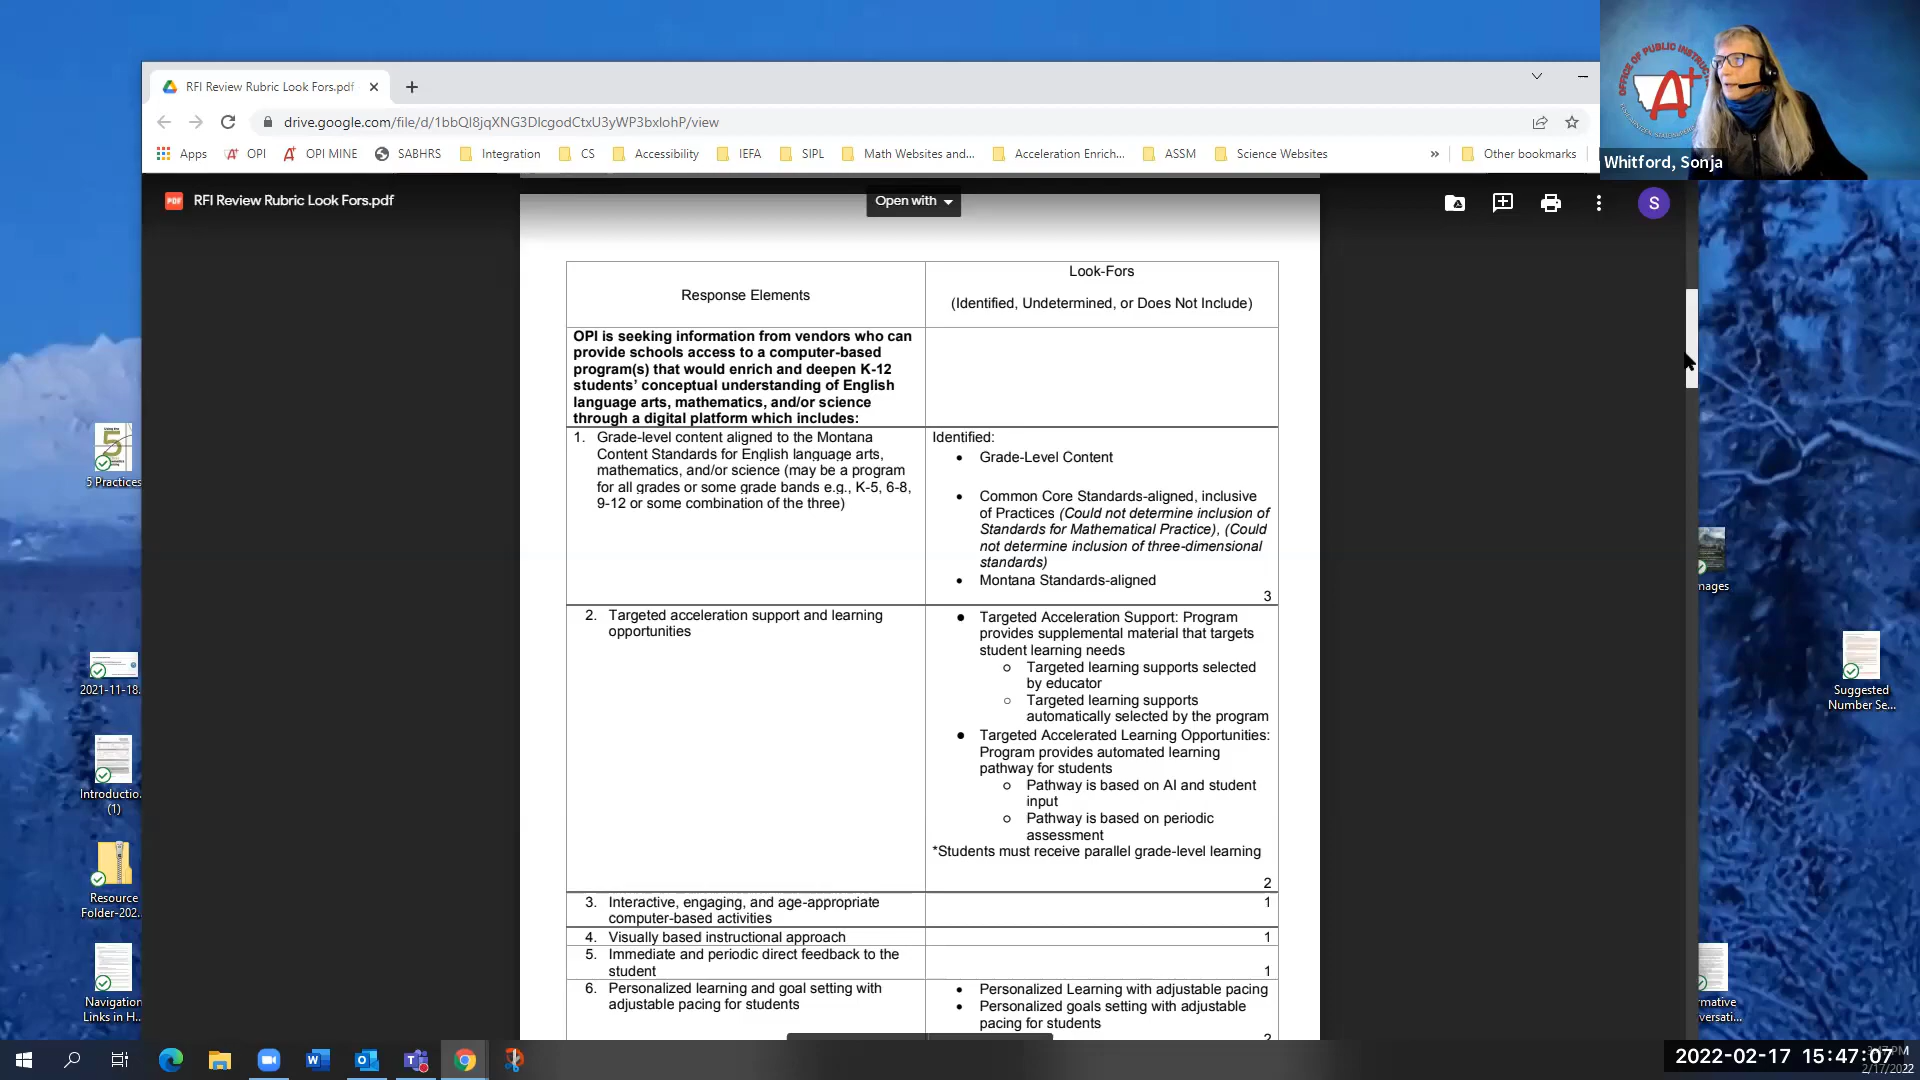 RFI Review Rubric Look Fors.pdf
drive.google.com/file/d/1bbQl8jqXNG3DlcgodCtxU3yWP3bxlohP/view
Apps OPI OPI MINE SABHRS Integration CS Accessibility IEFA SIPL Math Websites and... Acceleration Enrich... ASSM Science Websites » Other bookmarks
OFFICE OF PUBLIC INSTRUC
A+
Whitford, Sonja
RFI Review Rubric Look Fors.pdf
Open with
S
Response Elements
Look-Fors
(Identified, Undetermined, or Does Not Include)
OPI is seeking information from vendors who can
provide schools access to a computer-based
program(s) that would enrich and deepen K-12
students' conceptual understanding of English
language arts, mathematics, and/or science
through a digital platform which includes:
1. Grade-level content aligned to the Montana
Content Standards for English language arts,
mathematics, and/or science (may be a program
for all grades or some grade bands e.g., K-5, 6-8,
9-12 or some combination of the three)
Identified:
• Grade-Level Content
• Common Core Standards-aligned, inclusive
of Practices (Could not determine inclusion of
Standards for Mathematical Practice), (Could
not determine inclusion of three-dimensional
standards)
• Montana Standards-aligned
3
2. Targeted acceleration support and learning
opportunities
● Targeted Acceleration Support: Program
provides supplemental material that targets
student learning needs
○ Targeted learning supports selected
by educator
○ Targeted learning supports
automatically selected by the program
● Targeted Accelerated Learning Opportunities:
Program provides automated learning
pathway for students
○ Pathway is based on AI and student
input
○ Pathway is based on periodic
assessment
*Students must receive parallel grade-level learning
2
3. Interactive, engaging, and age-appropriate
computer-based activities
1
4. Visually based instructional approach
1
5. Immediate and periodic direct feedback to the
student
1
6. Personalized learning and goal setting with
adjustable pacing for students
• Personalized Learning with adjustable pacing
• Personalized goals setting with adjustable
pacing for students
2
5 Practices
2021-11-18.
Introductio.
(1)
Resource
Folder-202.
Navigation
Links in H...
mages
Suggested
Number Se...
rmative
versati...
2022-02-17 15:47:07
2/17/2022